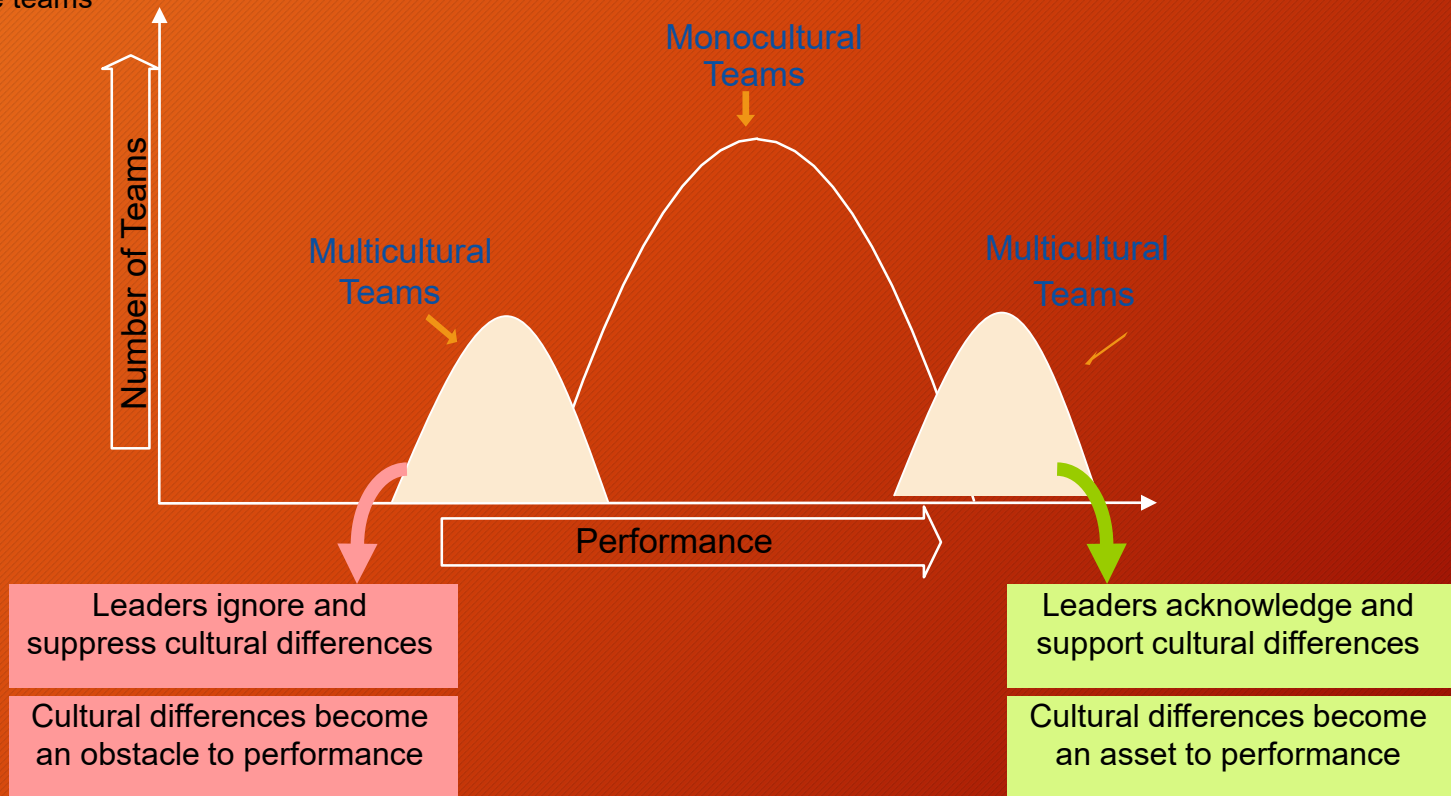 teams
Monocultural
Teams
Number of Teams
Multicultural
Teams
Multicultural
Teams
Performance
Leaders ignore and
suppress cultural differences
Cultural differences become
an obstacle to performance
Leaders acknowledge and
support cultural differences
Cultural differences become
an asset to performance